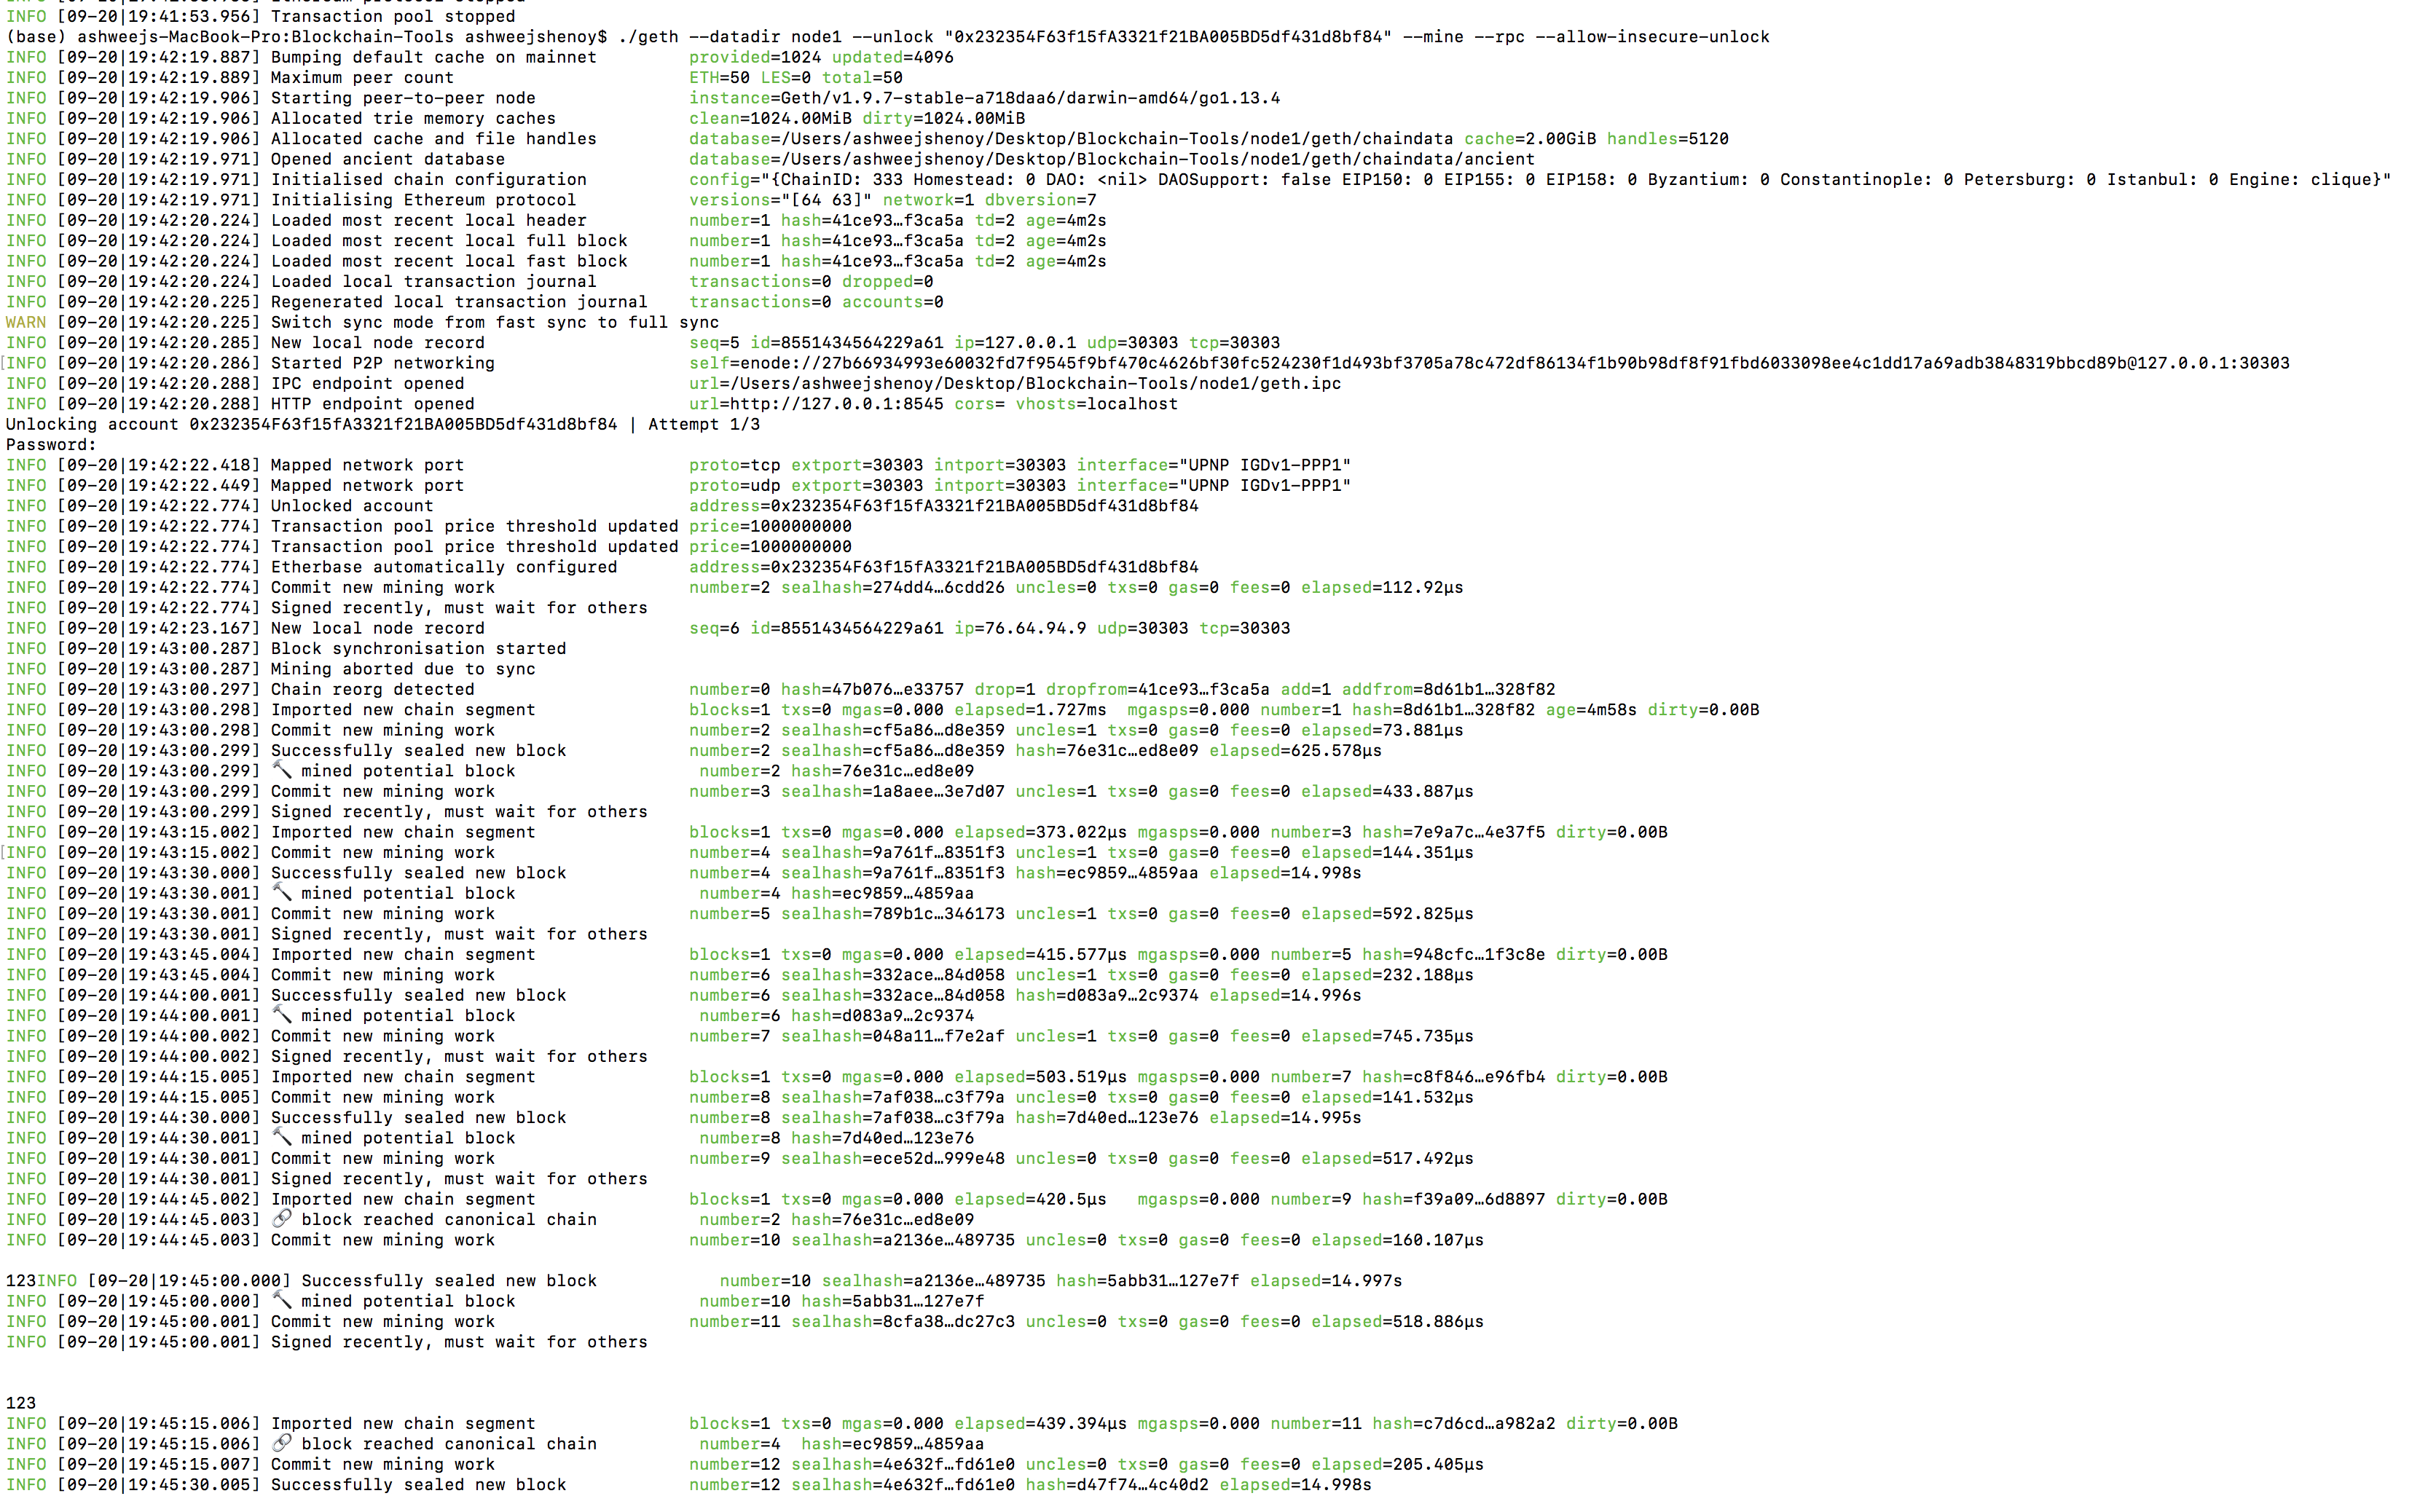 INFO [09-20|19:41:53.956] Transaction pool stopped
(base) ashweejs-MacBook-Pro:Blockchain-Tools ashweejshenoy$ ./geth --datadir node1 --unlock "0x232354F63f15fA3321f21BA005BD5df431d8bf84" --mine --rpc --allow-insecure-unlock
INFO [09-20|19:42:19.887] Bumping default cache on mainnet provided=1024 updated=4096
INFO [09-20|19:42:19.889] Maximum peer count ETH=50 LES=0 total=50
INFO [09-20|19:42:19.906] Starting peer-to-peer node instance=Geth/v1.9.7-stable-a718daa6/darwin-amd64/go1.13.4
INFO [09-20|19:42:19.906] Allocated trie memory caches clean=1024.00MiB dirty=1024.00MiB
INFO [09-20|19:42:19.906] Allocated cache and file handles database=/Users/ashweejshenoy/Desktop/Blockchain-Tools/node1/geth/chaindata cache=2.00GiB handles=5120
INFO [09-20|19:42:19.971] Opened ancient database database=/Users/ashweejshenoy/Desktop/Blockchain-Tools/node1/geth/chaindata/ancient
INFO [09-20|19:42:19.971] Initialised chain configuration config="{ChainID: 333 Homestead: 0 DAO: <nil> DAOSupport: false EIP150: 0 EIP155: 0 EIP158: 0 Byzantium: 0 Constantinople: 0 Petersburg: 0 Istanbul: 0 Engine: clique}"
INFO [09-20|19:42:19.971] Initialising Ethereum protocol versions="[64 63]" network=1 dbversion=7
INFO [09-20|19:42:20.224] Loaded most recent local header number=1 hash=41ce93…f3ca5a td=2 age=4m2s
INFO [09-20|19:42:20.224] Loaded most recent local full block number=1 hash=41ce93…f3ca5a td=2 age=4m2s
INFO [09-20|19:42:20.224] Loaded most recent local fast block number=1 hash=41ce93…f3ca5a td=2 age=4m2s
INFO [09-20|19:42:20.224] Loaded local transaction journal transactions=0 dropped=0
INFO [09-20|19:42:20.225] Regenerated local transaction journal transactions=0 accounts=0
WARN [09-20|19:42:20.225] Switch sync mode from fast sync to full sync
INFO [09-20|19:42:20.285] New local node record seq=5 id=8551434564229a61 ip=127.0.0.1 udp=30303 tcp=30303
[INFO [09-20|19:42:20.286] Started P2P networking self=enode://27b66934993e60032fd7f9545f9bf470c4626bf30fc524230f1d493bf3705a78c472df86134f1b90b98df8f91fbd6033098ee4c1dd17a69adb3848319bbcd89b@127.0.0.1:30303
INFO [09-20|19:42:20.288] IPC endpoint opened url=/Users/ashweejshenoy/Desktop/Blockchain-Tools/node1/geth.ipc
INFO [09-20|19:42:20.288] HTTP endpoint opened url=http://127.0.0.1:8545 cors= vhosts=localhost
Unlocking account 0x232354F63f15fA3321f21BA005BD5df431d8bf84 | Attempt 1/3
Password:
INFO [09-20|19:42:22.418] Mapped network port proto=tcp extport=30303 intport=30303 interface="UPNP IGDv1-PPP1"
INFO [09-20|19:42:22.449] Mapped network port proto=udp extport=30303 intport=30303 interface="UPNP IGDv1-PPP1"
INFO [09-20|19:42:22.774] Unlocked account address=0x232354F63f15fA3321f21BA005BD5df431d8bf84
INFO [09-20|19:42:22.774] Transaction pool price threshold updated price=1000000000
INFO [09-20|19:42:22.774] Transaction pool price threshold updated price=1000000000
INFO [09-20|19:42:22.774] Etherbase automatically configured address=0x232354F63f15fA3321f21BA005BD5df431d8bf84
INFO [09-20|19:42:22.774] Commit new mining work number=2 sealhash=274dd4…6cdd26 uncles=0 txs=0 gas=0 fees=0 elapsed=112.92µs
INFO [09-20|19:42:22.774] Signed recently, must wait for others
INFO [09-20|19:42:23.167] New local node record seq=6 id=8551434564229a61 ip=76.64.94.9 udp=30303 tcp=30303
INFO [09-20|19:43:00.287] Block synchronisation started
INFO [09-20|19:43:00.287] Mining aborted due to sync
INFO [09-20|19:43:00.297] Chain reorg detected number=0 hash=47b076…e33757 drop=1 dropfrom=41ce93…f3ca5a add=1 addfrom=8d61b1…328f82
INFO [09-20|19:43:00.298] Imported new chain segment blocks=1 txs=0 mgas=0.000 elapsed=1.727ms mgasps=0.000 number=1 hash=8d61b1…328f82 age=4m58s dirty=0.00B
INFO [09-20|19:43:00.298] Commit new mining work number=2 sealhash=cf5a86…d8e359 uncles=1 txs=0 gas=0 fees=0 elapsed=73.881µs
INFO [09-20|19:43:00.299] Successfully sealed new block number=2 sealhash=cf5a86…d8e359 hash=76e31c…ed8e09 elapsed=625.578µs
INFO [09-20|19:43:00.299] 🔨 mined potential block number=2 hash=76e31c…ed8e09
INFO [09-20|19:43:00.299] Commit new mining work number=3 sealhash=1a8aee…3e7d07 uncles=1 txs=0 gas=0 fees=0 elapsed=433.887µs
INFO [09-20|19:43:00.299] Signed recently, must wait for others
INFO [09-20|19:43:15.002] Imported new chain segment blocks=1 txs=0 mgas=0.000 elapsed=373.022µs mgasps=0.000 number=3 hash=7e9a7c…4e37f5 dirty=0.00B
[INFO [09-20|19:43:15.002] Commit new mining work number=4 sealhash=9a761f…8351f3 uncles=1 txs=0 gas=0 fees=0 elapsed=144.351µs
INFO [09-20|19:43:30.000] Successfully sealed new block number=4 sealhash=9a761f…8351f3 hash=ec9859…4859aa elapsed=14.998s
INFO [09-20|19:43:30.001] 🔨 mined potential block number=4 hash=ec9859…4859aa
INFO [09-20|19:43:30.001] Commit new mining work number=5 sealhash=789b1c…346173 uncles=1 txs=0 gas=0 fees=0 elapsed=592.825µs
INFO [09-20|19:43:30.001] Signed recently, must wait for others
INFO [09-20|19:43:45.004] Imported new chain segment blocks=1 txs=0 mgas=0.000 elapsed=415.577µs mgasps=0.000 number=5 hash=948cfc…1f3c8e dirty=0.00B
INFO [09-20|19:43:45.004] Commit new mining work number=6 sealhash=332ace…84d058 uncles=1 txs=0 gas=0 fees=0 elapsed=232.188µs
INFO [09-20|19:44:00.001] Successfully sealed new block number=6 sealhash=332ace…84d058 hash=d083a9…2c9374 elapsed=14.996s
INFO [09-20|19:44:00.001] 🔨 mined potential block number=6 hash=d083a9…2c9374
INFO [09-20|19:44:00.002] Commit new mining work number=7 sealhash=048a11…f7e2af uncles=1 txs=0 gas=0 fees=0 elapsed=745.735µs
INFO [09-20|19:44:00.002] Signed recently, must wait for others
INFO [09-20|19:44:15.005] Imported new chain segment blocks=1 txs=0 mgas=0.000 elapsed=503.519µs mgasps=0.000 number=7 hash=c8f846…e96fb4 dirty=0.00B
INFO [09-20|19:44:15.005] Commit new mining work number=8 sealhash=7af038…c3f79a uncles=0 txs=0 gas=0 fees=0 elapsed=141.532µs
INFO [09-20|19:44:30.000] Successfully sealed new block number=8 sealhash=7af038…c3f79a hash=7d40ed…123e76 elapsed=14.995s
INFO [09-20|19:44:30.001] 🔨 mined potential block number=8 hash=7d40ed…123e76
INFO [09-20|19:44:30.001] Commit new mining work number=9 sealhash=ece52d…999e48 uncles=0 txs=0 gas=0 fees=0 elapsed=517.492µs
INFO [09-20|19:44:30.001] Signed recently, must wait for others
INFO [09-20|19:44:45.002] Imported new chain segment blocks=1 txs=0 mgas=0.000 elapsed=420.5µs mgasps=0.000 number=9 hash=f39a09…6d8897 dirty=0.00B
INFO [09-20|19:44:45.003] 🔗 block reached canonical chain number=2 hash=76e31c…ed8e09
INFO [09-20|19:44:45.003] Commit new mining work number=10 sealhash=a2136e…489735 uncles=0 txs=0 gas=0 fees=0 elapsed=160.107µs
123INFO [09-20|19:45:00.000] Successfully sealed new block number=10 sealhash=a2136e…489735 hash=5abb31…127e7f elapsed=14.997s
INFO [09-20|19:45:00.000] 🔨 mined potential block number=10 hash=5abb31…127e7f
INFO [09-20|19:45:00.001] Commit new mining work number=11 sealhash=8cfa38…dc27c3 uncles=0 txs=0 gas=0 fees=0 elapsed=518.886µs
INFO [09-20|19:45:00.001] Signed recently, must wait for others
123
INFO [09-20|19:45:15.006] Imported new chain segment blocks=1 txs=0 mgas=0.000 elapsed=439.394µs mgasps=0.000 number=11 hash=c7d6cd…a982a2 dirty=0.00B
INFO [09-20|19:45:15.006] 🔗 block reached canonical chain number=4 hash=ec9859…4859aa
INFO [09-20|19:45:15.007] Commit new mining work number=12 sealhash=4e632f…fd61e0 uncles=0 txs=0 gas=0 fees=0 elapsed=205.405µs
INFO [09-20|19:45:30.005] Successfully sealed new block number=12 sealhash=4e632f…fd61e0 hash=d47f74…4c40d2 elapsed=14.998s